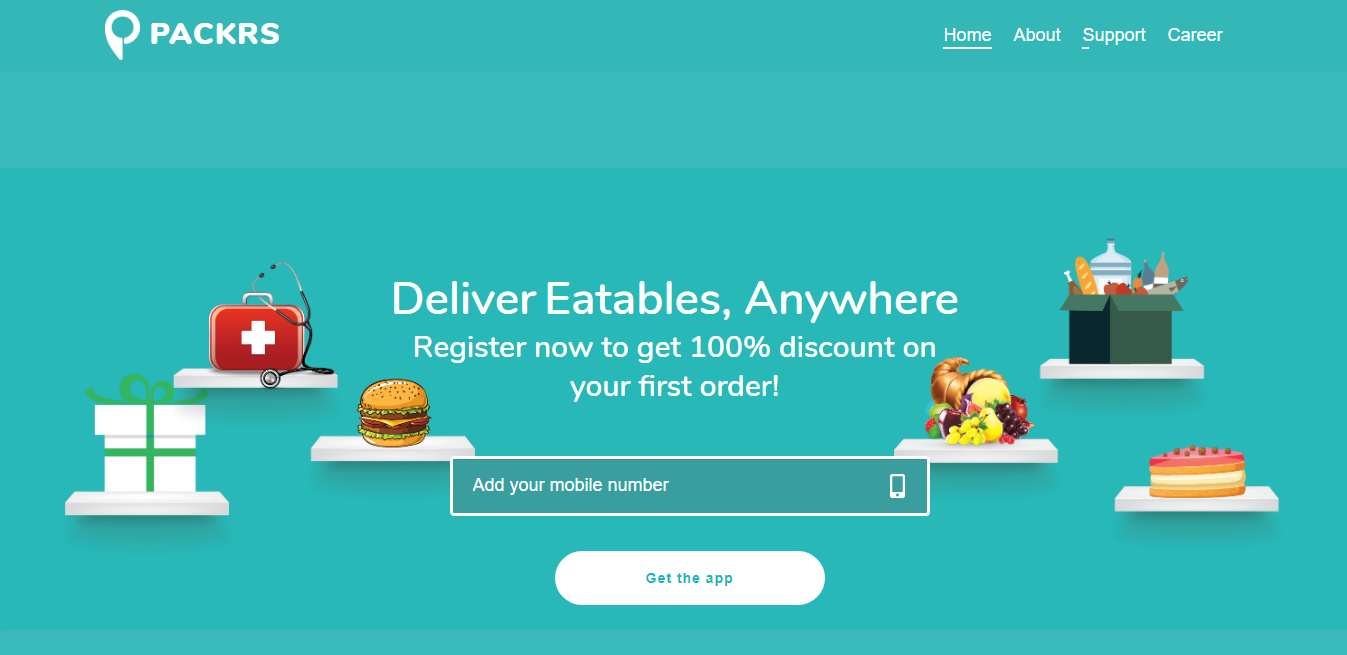 PACKRS
Home About Support Career
Deliver Eatables, Anywhere
Register now to get 100% discount on
your first order!
Add your mobile number
Get the app